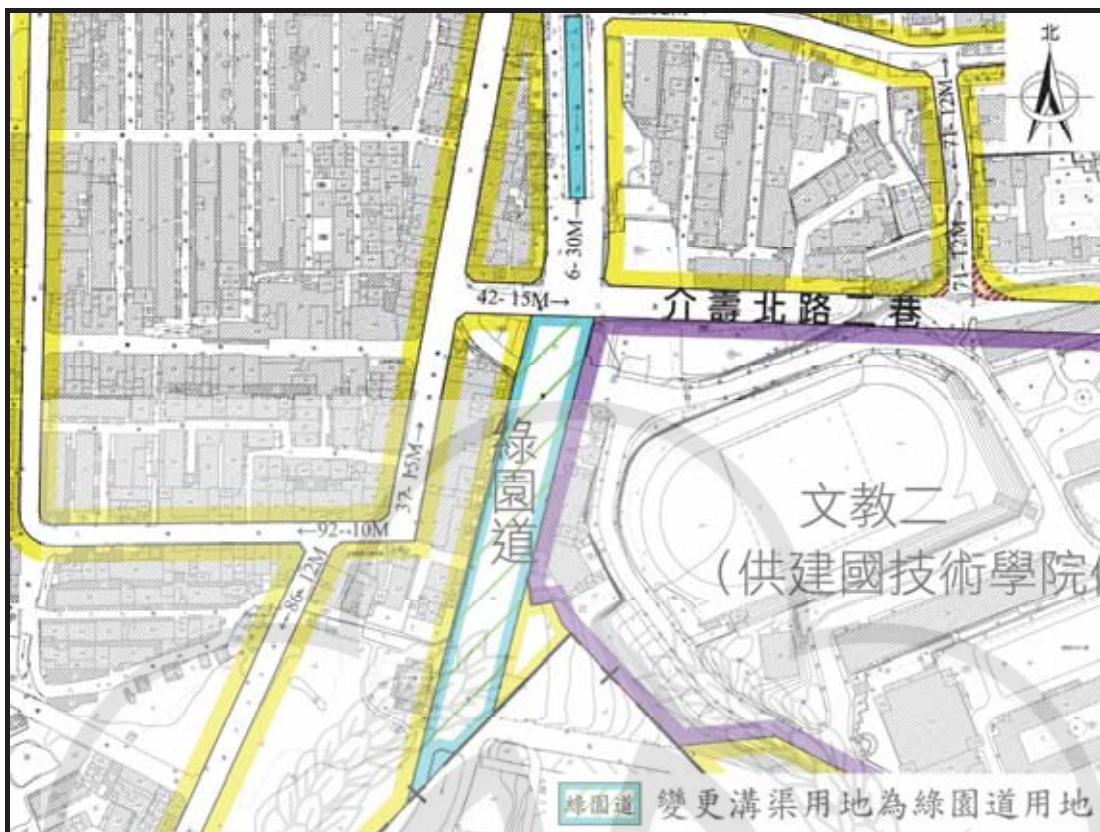 北
7- 12M→
6- 30M→
7- 12M→
42- 15M→
介壽北路二巷
綠園道
37- 15M→
文教二
（供建國技術學院
←92--10M
←86- 12M
綠園道 變更溝渠用地為綠園道用地